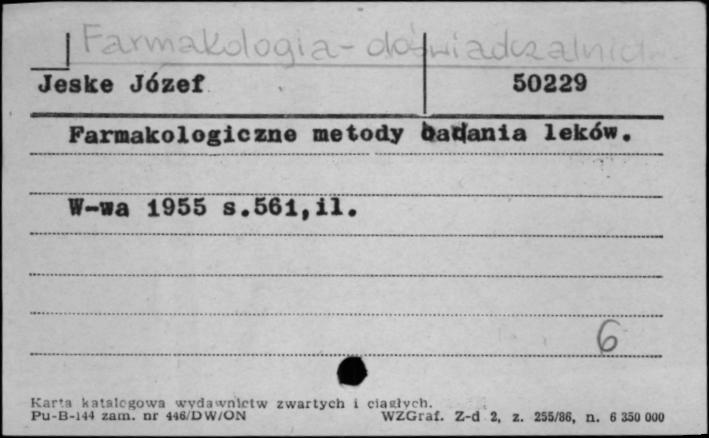 Farmakologia - doświadczalnictwo
Jeske Józef 50229
Farmakologiczne metody badania leków.
W-wa 1955 s.561,il.
6
Karta katalogowa wydawnictw zwartych i ciągłych.
Pu-B-144 zam. nr 446/DW/ON WZGraf. Z-d 2, z. 255/86, n. 6 350 000